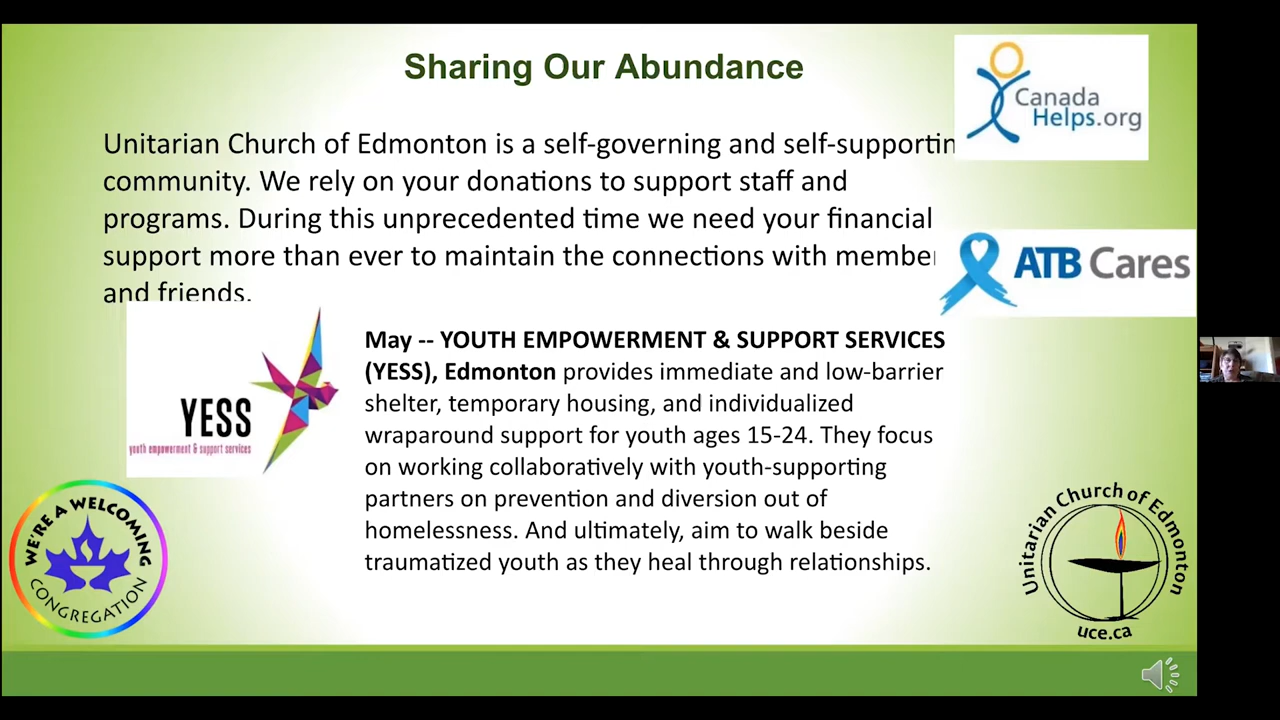 Sharing Our Abundance
Canada
Helps.org
Unitarian Church of Edmonton is a self-governing and self-supportin
community. We rely on your donations to support staff and
programs. During this unprecedented time we need your financial
support more than ever to maintain the connections with member
and friends.
ATB Cares
YESS
youth empowerment & support services
May -- YOUTH EMPOWERMENT & SUPPORT SERVICES
(YESS), Edmonton provides immediate and low-barrier
shelter, temporary housing, and individualized
wraparound support for youth ages 15-24. They focus
on working collaboratively with youth-supporting
partners on prevention and diversion out of
homelessness. And ultimately, aim to walk beside
traumatized youth as they heal through relationships.
WE'RE A WELCOMING
CONGREGATION
Unitarian Church of Edmonton
uce.ca